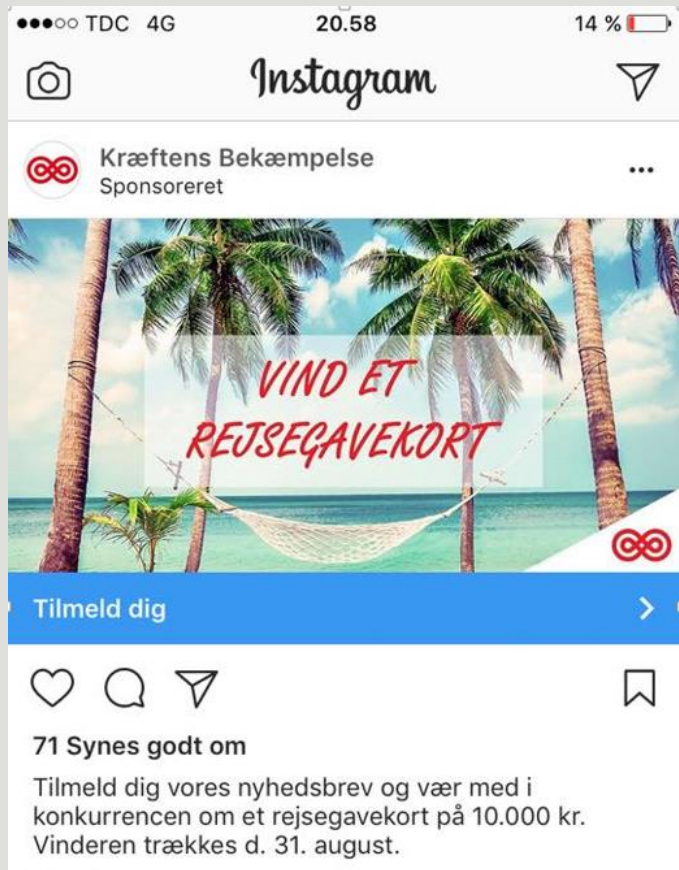 TDC 4G 20.58 14 %
Instagram
Kræftens Bekæmpelse
Sponsoreret
...
VIND ET
REJSEGAVEKORT
Tilmeld dig
71 Synes godt om
Tilmeld dig vores nyhedsbrev og vær med i
konkurrencen om et rejsegavekort på 10.000 kr.
Vinderen trækkes d. 31. august.